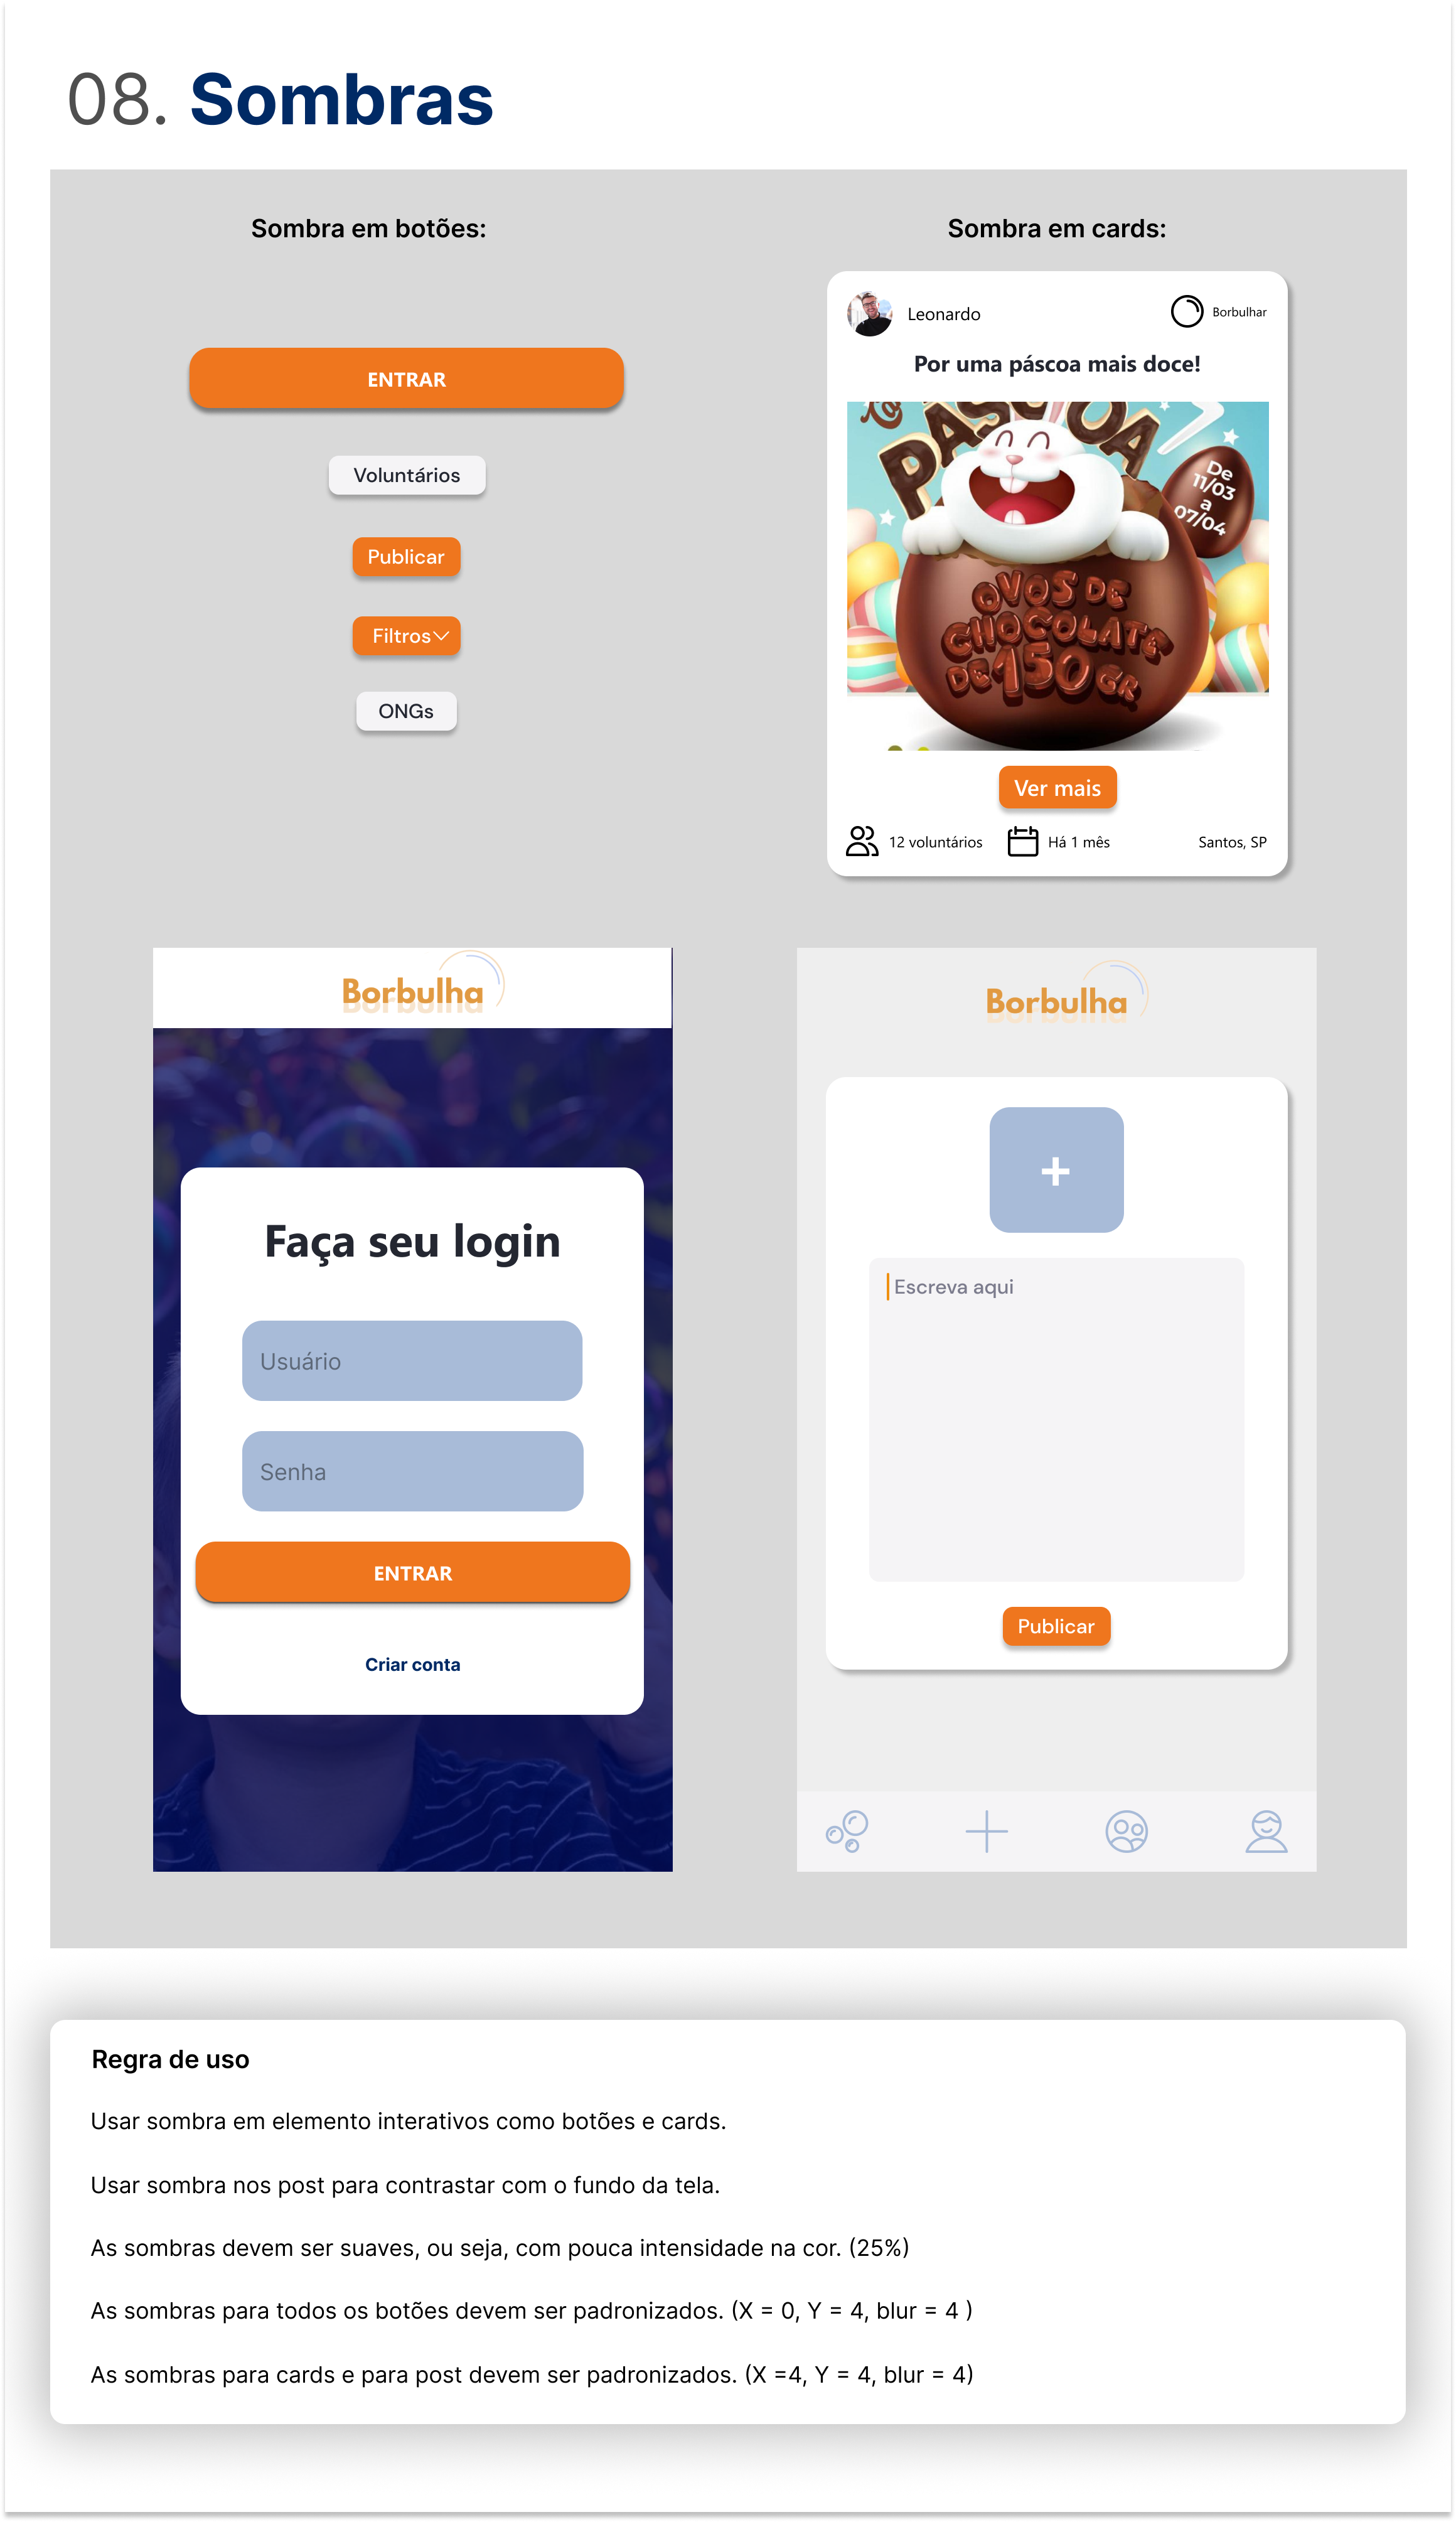 08. Sombras
Sombra em botões:
ENTRAR
Voluntários
Publicar
Filtros
ONGs
Sombra em cards:
Leonardo
Borbulhar
Por uma páscoa mais doce!
PÁSCOA
De
11/03
a
07/04
OVOS DE
CHOCOLATE
DE 150 GR
Ver mais
12 voluntários
Há 1 mês
Santos, SP
Borbulha
Faça seu login
Usuário
Senha
ENTRAR
Criar conta
Borbulha
+
Escreva aqui
Publicar
Regra de uso
Usar sombra em elemento interativos como botões e cards.
Usar sombra nos post para contrastar com o fundo da tela.
As sombras devem ser suaves, ou seja, com pouca intensidade na cor. (25%)
As sombras para todos os botões devem ser padronizados. (X = 0, Y = 4, blur = 4 )
As sombras para cards e para post devem ser padronizados. (X =4, Y = 4, blur = 4)